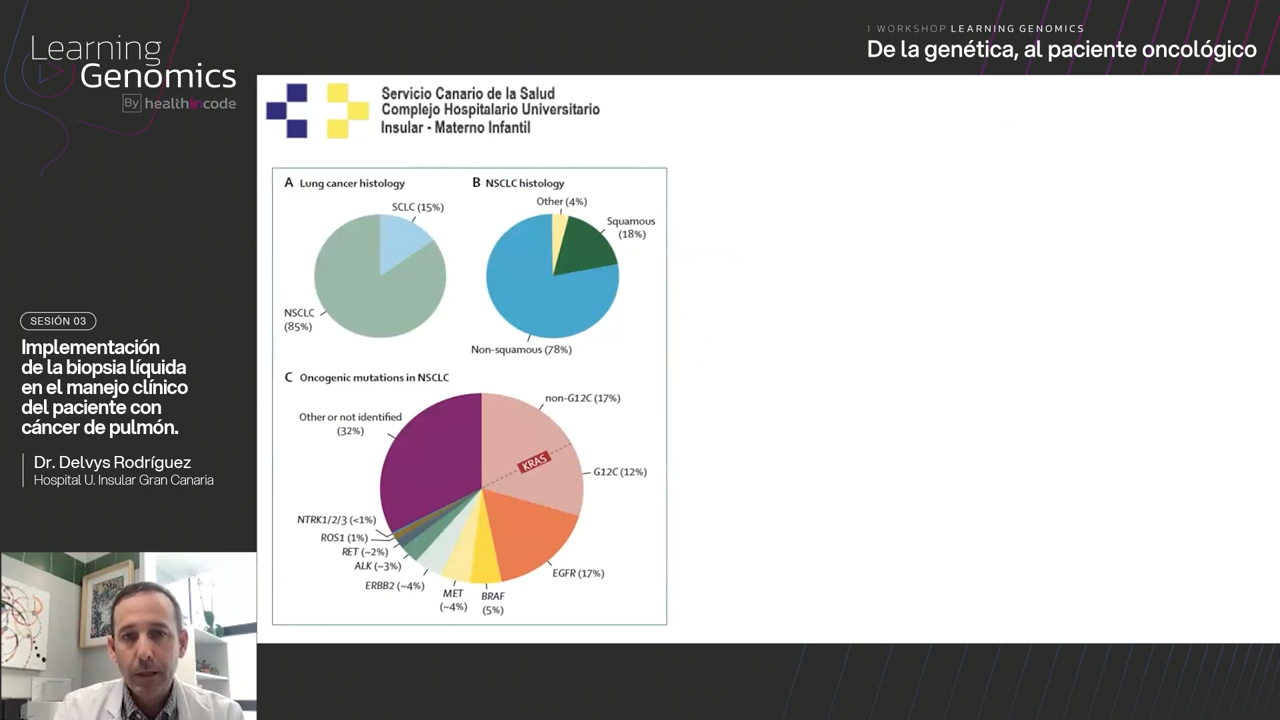 Learning
Genomics
By healthincode
I WORKSHOP LEARNING GENOMICS
De la genética, al paciente oncológico
Servicio Canario de la Salud
Complejo Hospitalario Universitario
Insular - Materno Infantil
A Lung cancer histology
SCLC (15%)
NSCLC
(85%)
B NSCLC histology
Other (4%)
Squamous
(18%)
Non-squamous (78%)
C Oncogenic mutations in NSCLC
non-G12C (17%)
Other or not identified
(32%)
KRAS
G12C (12%)
NTRK1/2/3 (<1%)
ROS1 (1%)
RET (~2%)
ALK (~3%)
ERBB2 (~4%)
MET
(~4%)
BRAF
(5%)
EGFR (17%)
SESIÓN 03
Implementación
de la biopsia líquida
en el manejo clínico
del paciente con
cáncer de pulmón.
Dr. Delvys Rodríguez
Hospital U. Insular Gran Canaria